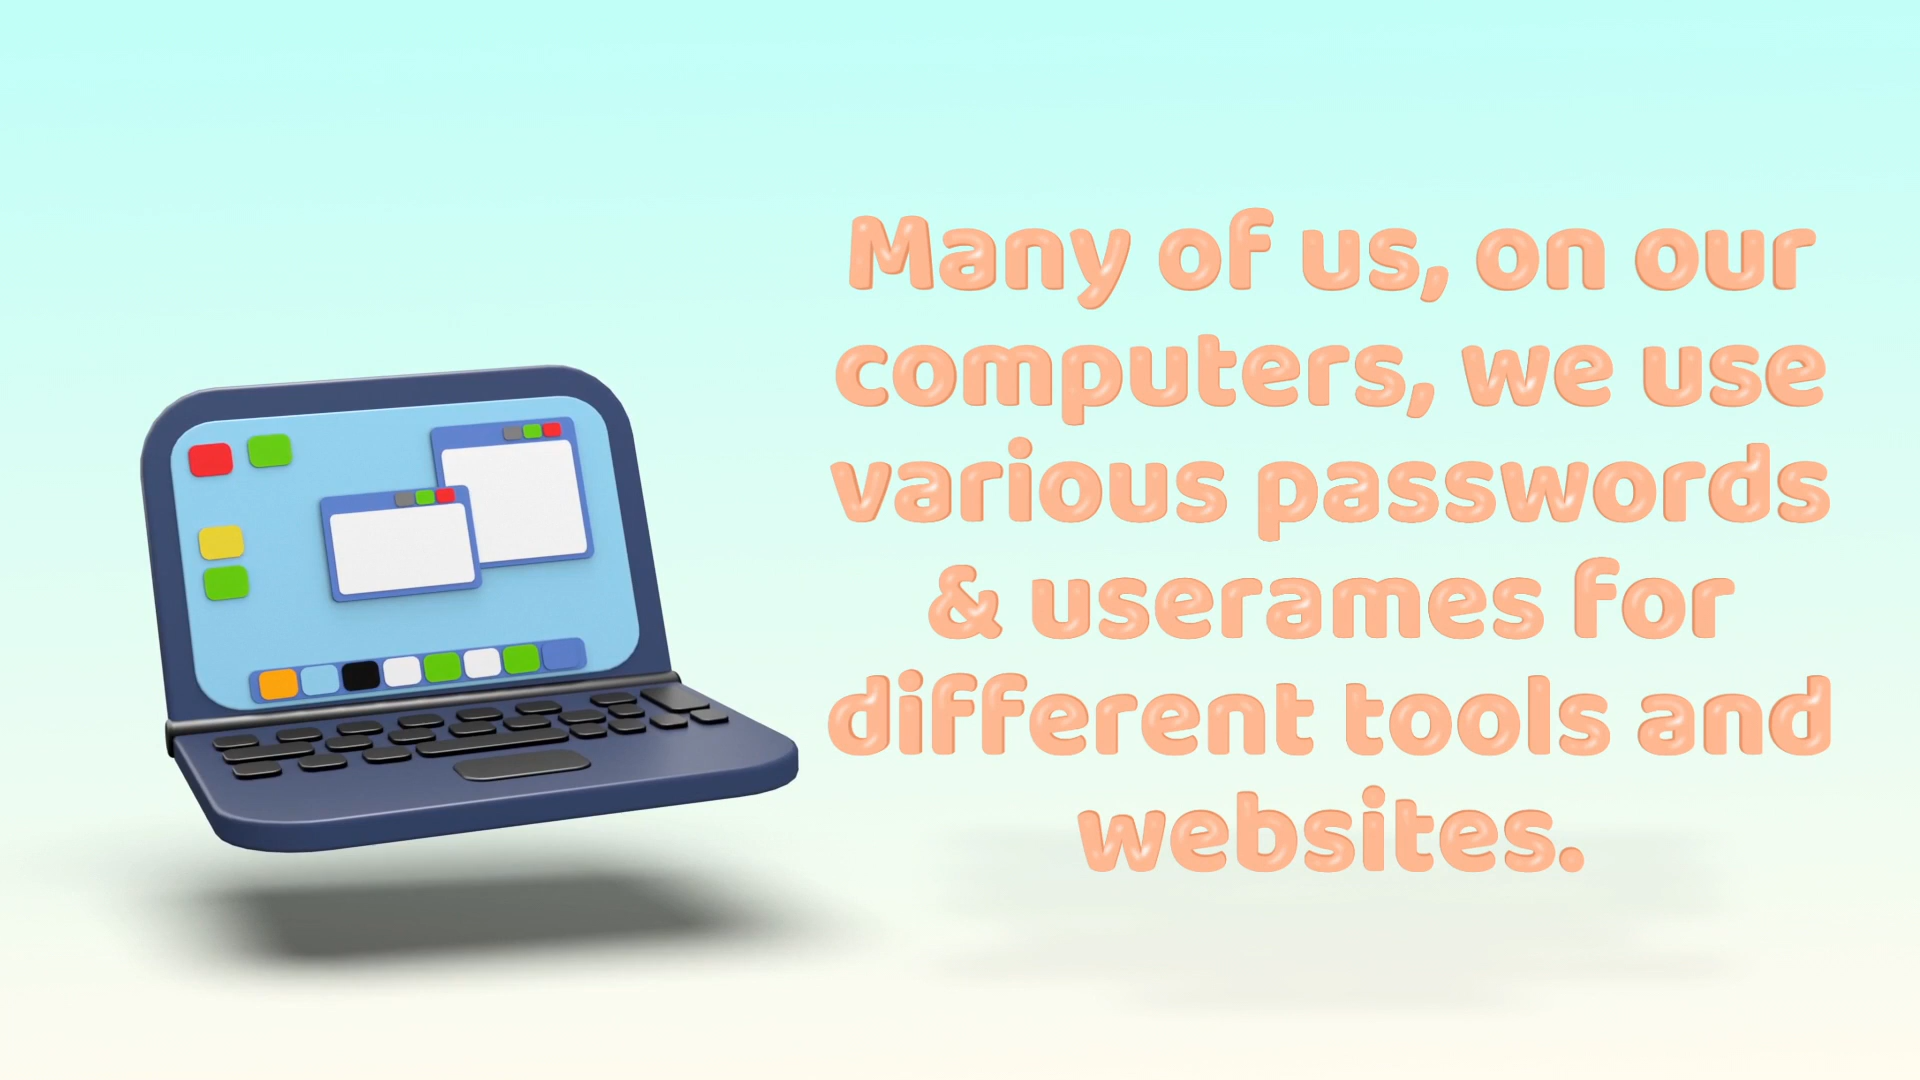 Many of us, on our
computers, we use
various passwords
& userames for
different tools and
websites.